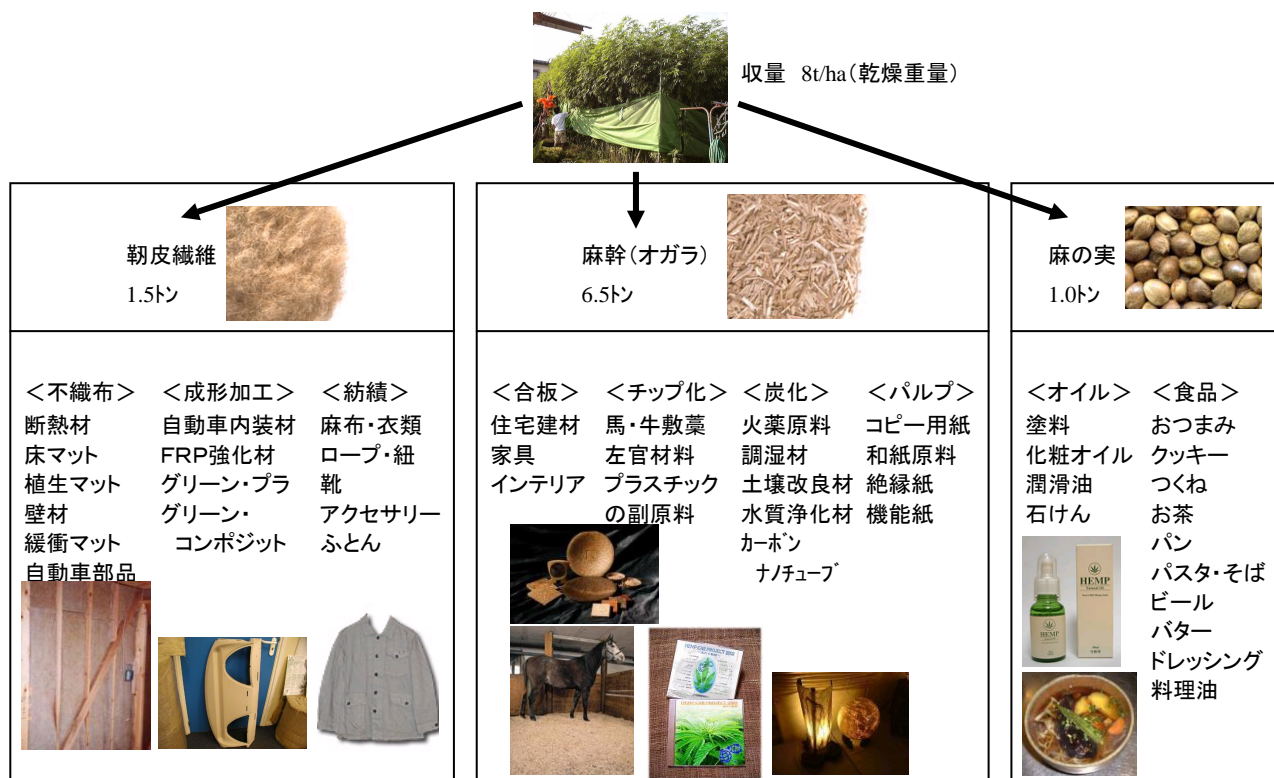 収量 8t/ha(乾燥重量)
靭皮繊維
1.5トン
麻幹(オガラ)
6.5トン
麻の実
1.0トン
<不織布>
断熱材
床マット
植生マット
壁材
緩衝マット
自動車部品
<成形加工>
自動車内装材
FRP強化材
グリーン・プラ
グリーン・
コンポジット
<紡績>
麻布・衣類
ロープ・紐
靴
アクセサリー
ふとん
<合板>
住宅建材
家具
インテリア
<チップ化>
馬・牛敷藁
左官材料
プラスチック
の副原料
<炭化>
火薬原料
調湿材
土壌改良材
水質浄化材
カーボン
ナノチューブ
<パルプ>
コピー用紙
和紙原料
絶縁紙
機能紙
<オイル>
塗料
化粧オイル
潤滑油
石けん
<食品>
おつまみ
クッキー
つくね
お茶
パン
パスタ・そば
ビール
バター
ドレッシング
料理油
HEMP
HEMP